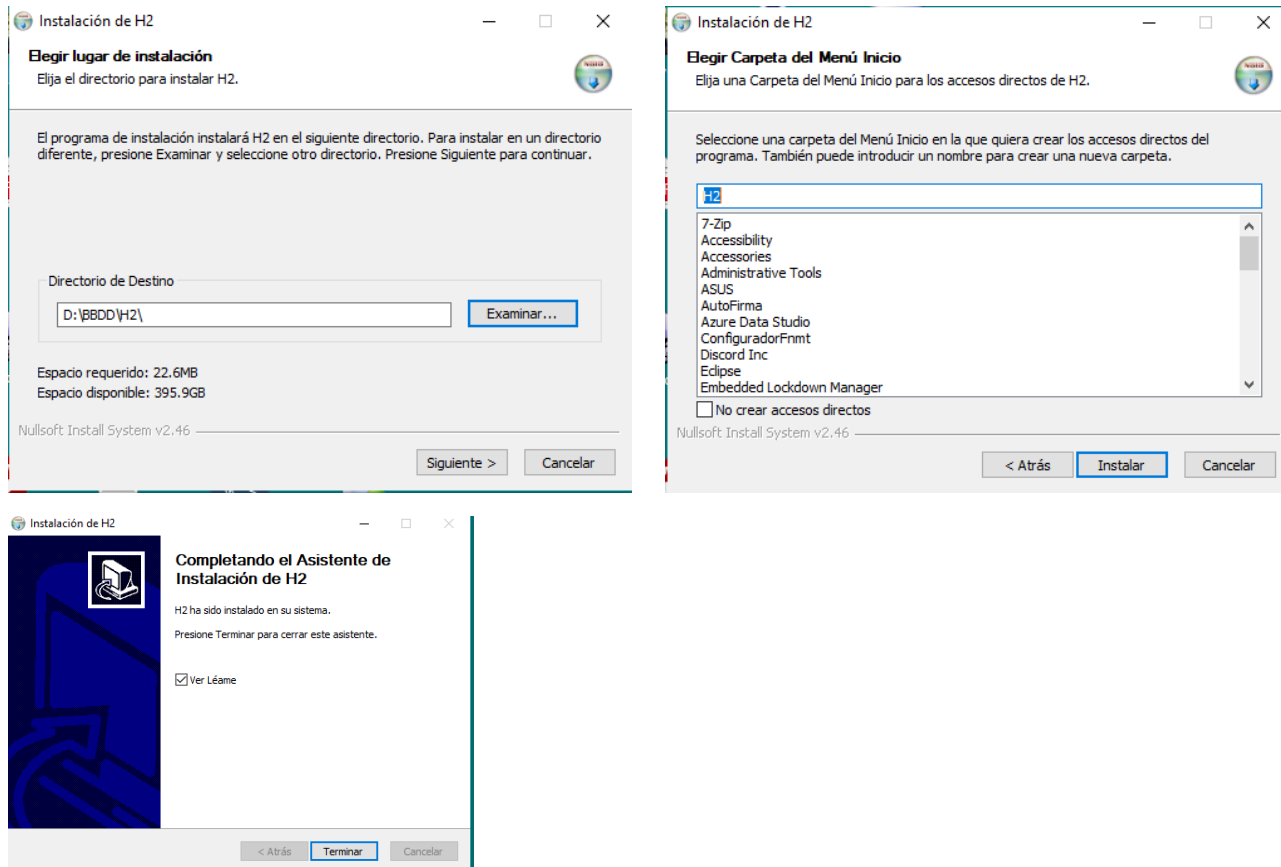 Instalación de H2
Elegir lugar de instalación
Elija el directorio para instalar H2.
El programa de instalación instalará H2 en el siguiente directorio. Para instalar en un directorio
diferente, presione Examinar y seleccione otro directorio. Presione Siguiente para continuar.
Directorio de Destino
D:\BBDD\H2\
Examinar...
Espacio requerido: 22.6MB
Espacio disponible: 395.9GB
Nullsoft Install System v2.46
Siguiente >
Cancelar
Instalación de H2
Elegir Carpeta del Menú Inicio
Elija una Carpeta del Menú Inicio para los accesos directos de H2.
Seleccione una carpeta del Menú Inicio en la que quiera crear los accesos directos del
programa. También puede introducir un nombre para crear una nueva carpeta.
H2
7-Zip
Accessibility
Accessories
Administrative Tools
ASUS
AutoFirma
Azure Data Studio
ConfiguradorFnmt
Discord Inc
Eclipse
Embedded Lockdown Manager
No crear accesos directos
Nullsoft Install System v2.46
< Atrás
Instalar
Cancelar
Instalación de H2
Completando el Asistente de
Instalación de H2
H2 ha sido instalado en su sistema.
Presione Terminar para cerrar este asistente.
Ver Léame
< Atrás
Terminar
Cancelar